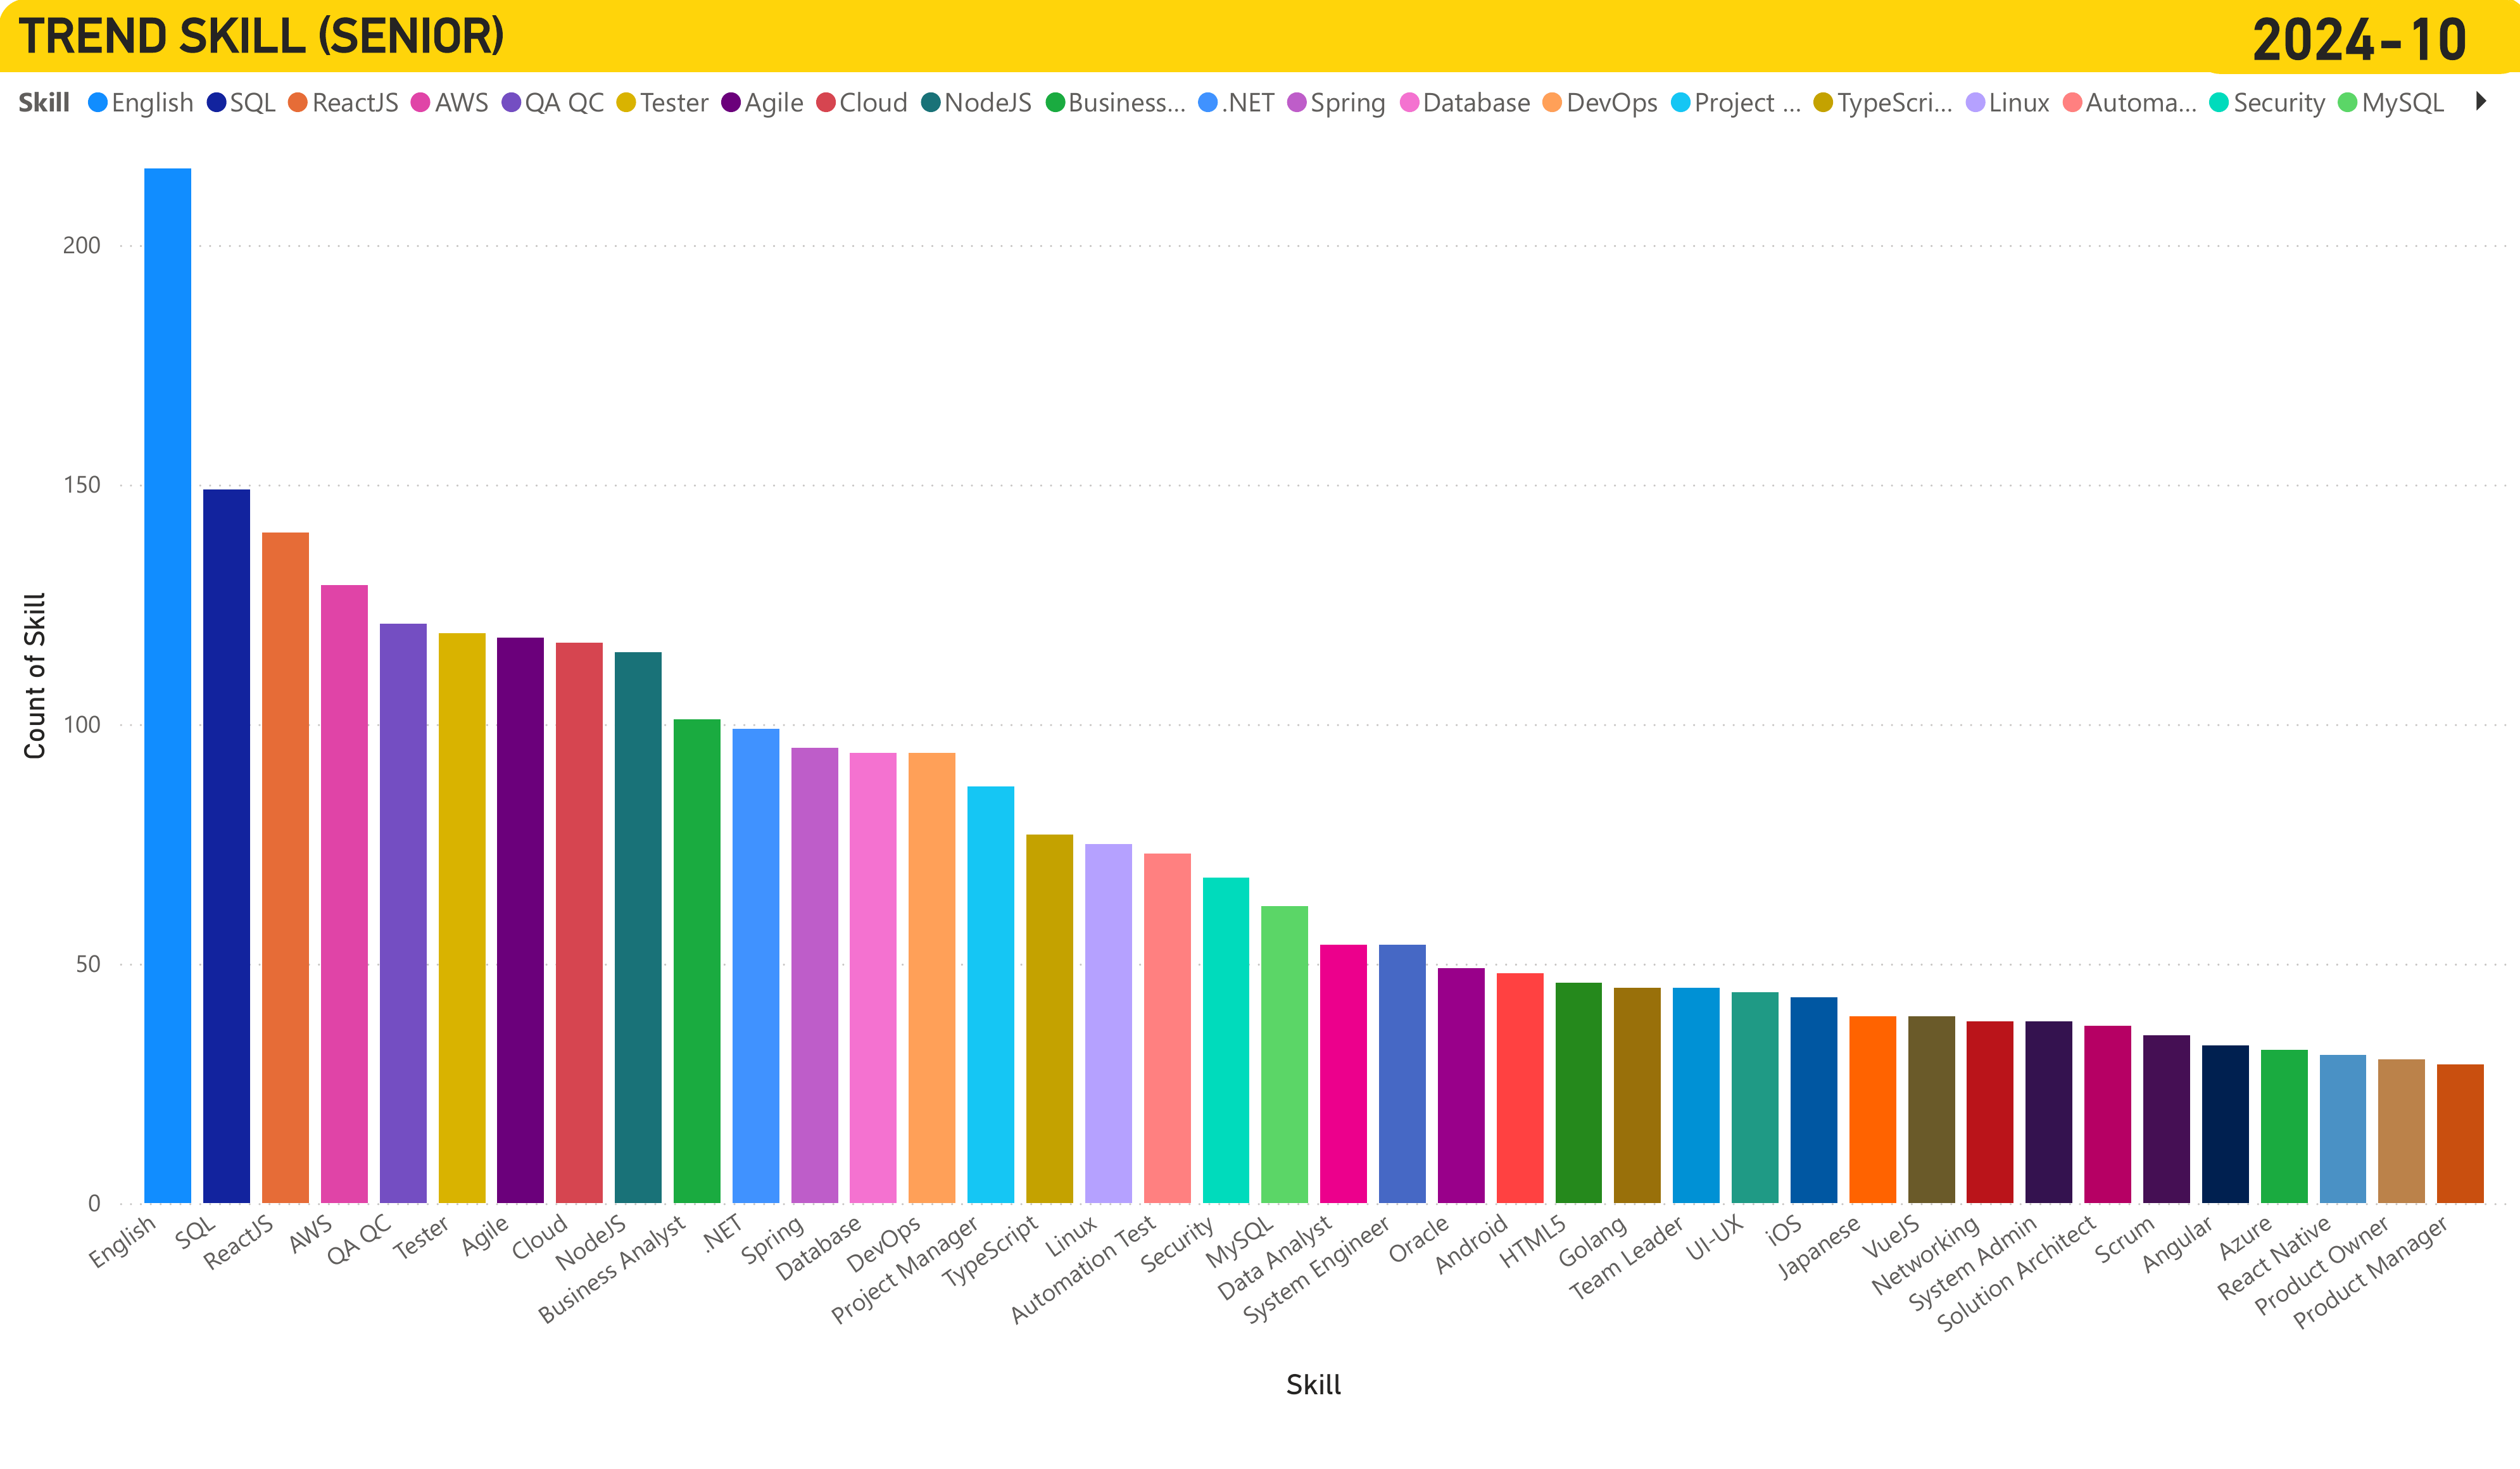 TREND SKILL (SENIOR)
2024-10
Skill English SQL ReactJS AWS QA QC Tester Agile Cloud NodeJS Business... .NET Spring Database DevOps Project ... TypeScri... Linux Automa... Security MySQL
200
150
100
50
0
Count of Skill
English
SQL
ReactJS
AWS
QA QC
Tester
Agile
Cloud
NodeJS
Business Analyst
.NET
Spring
Database
DevOps
Project Manager
TypeScript
Linux
Automation Test
Security
MySQL
Data Analyst
System Engineer
Oracle
Android
HTML5
Golang
Team Leader
UI-UX
iOS
Japanese
VueJS
Networking
System Admin
Solution Architect
Scrum
Angular
Azure
React Native
Product Owner
Product Manager
Skill